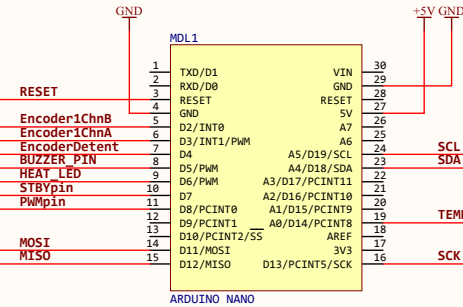 GND
+5V GND
MDL1
1 TXD/D1 VIN 30
2 RXD/D0 GND 29
RESET 3 RESET RESET 28
4 GND 5V 27
Encoder1ChnB 5 D2/INT0 A7 26
Encoder1ChnA 6 D3/INT1/PWM A6 25
EncoderDetent 7 D4 A5/D19/SCL 24 SCL
BUZZER_PIN 8 D5/PWM A4/D18/SDA 23 SDA
HEAT_LED 9 D6/PWM A3/D17/PCINT11 22
STBYpin 10 D7 A2/D16/PCINT10 21
PWMpin 11 D8/PCINT0 A1/D15/PCINT9 20
12 D9/PCINT1 A0/D14/PCINT8 19 TEM
13 D10/PCINT2/SS AREF 18
MOSI 14 D11/MOSI 3V3 17
MISO 15 D12/MISO D13/PCINT5/SCK 16 SCK
ARDUINO NANO